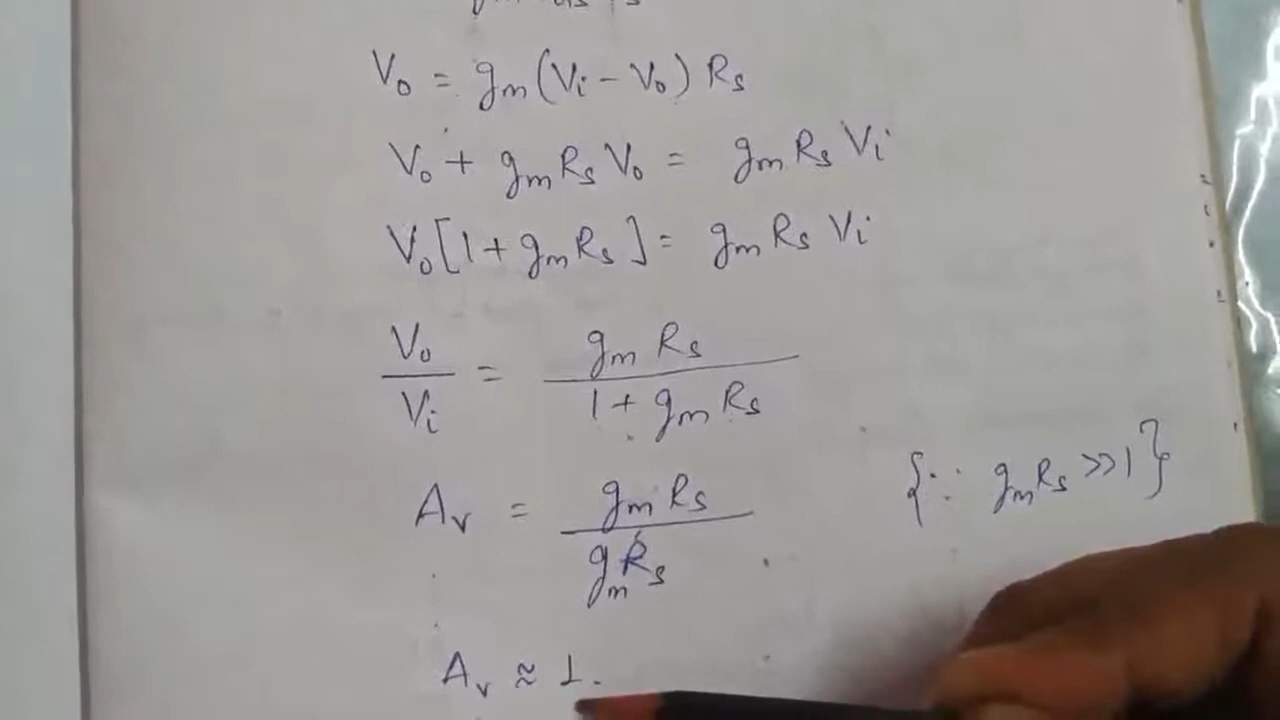 V₀ = gₘ(Vᵢ − V₀) Rₛ
V₀ + gₘ Rₛ V₀ = gₘ Rₛ Vᵢ
V₀[1 + gₘ Rₛ] = gₘ Rₛ Vᵢ
V₀/Vᵢ = gₘ Rₛ / 1 + gₘ Rₛ
Aᵥ = gₘ Rₛ / gₘ Rₛ {∵ gₘ Rₛ >> 1}
Aᵥ ≈ 1.